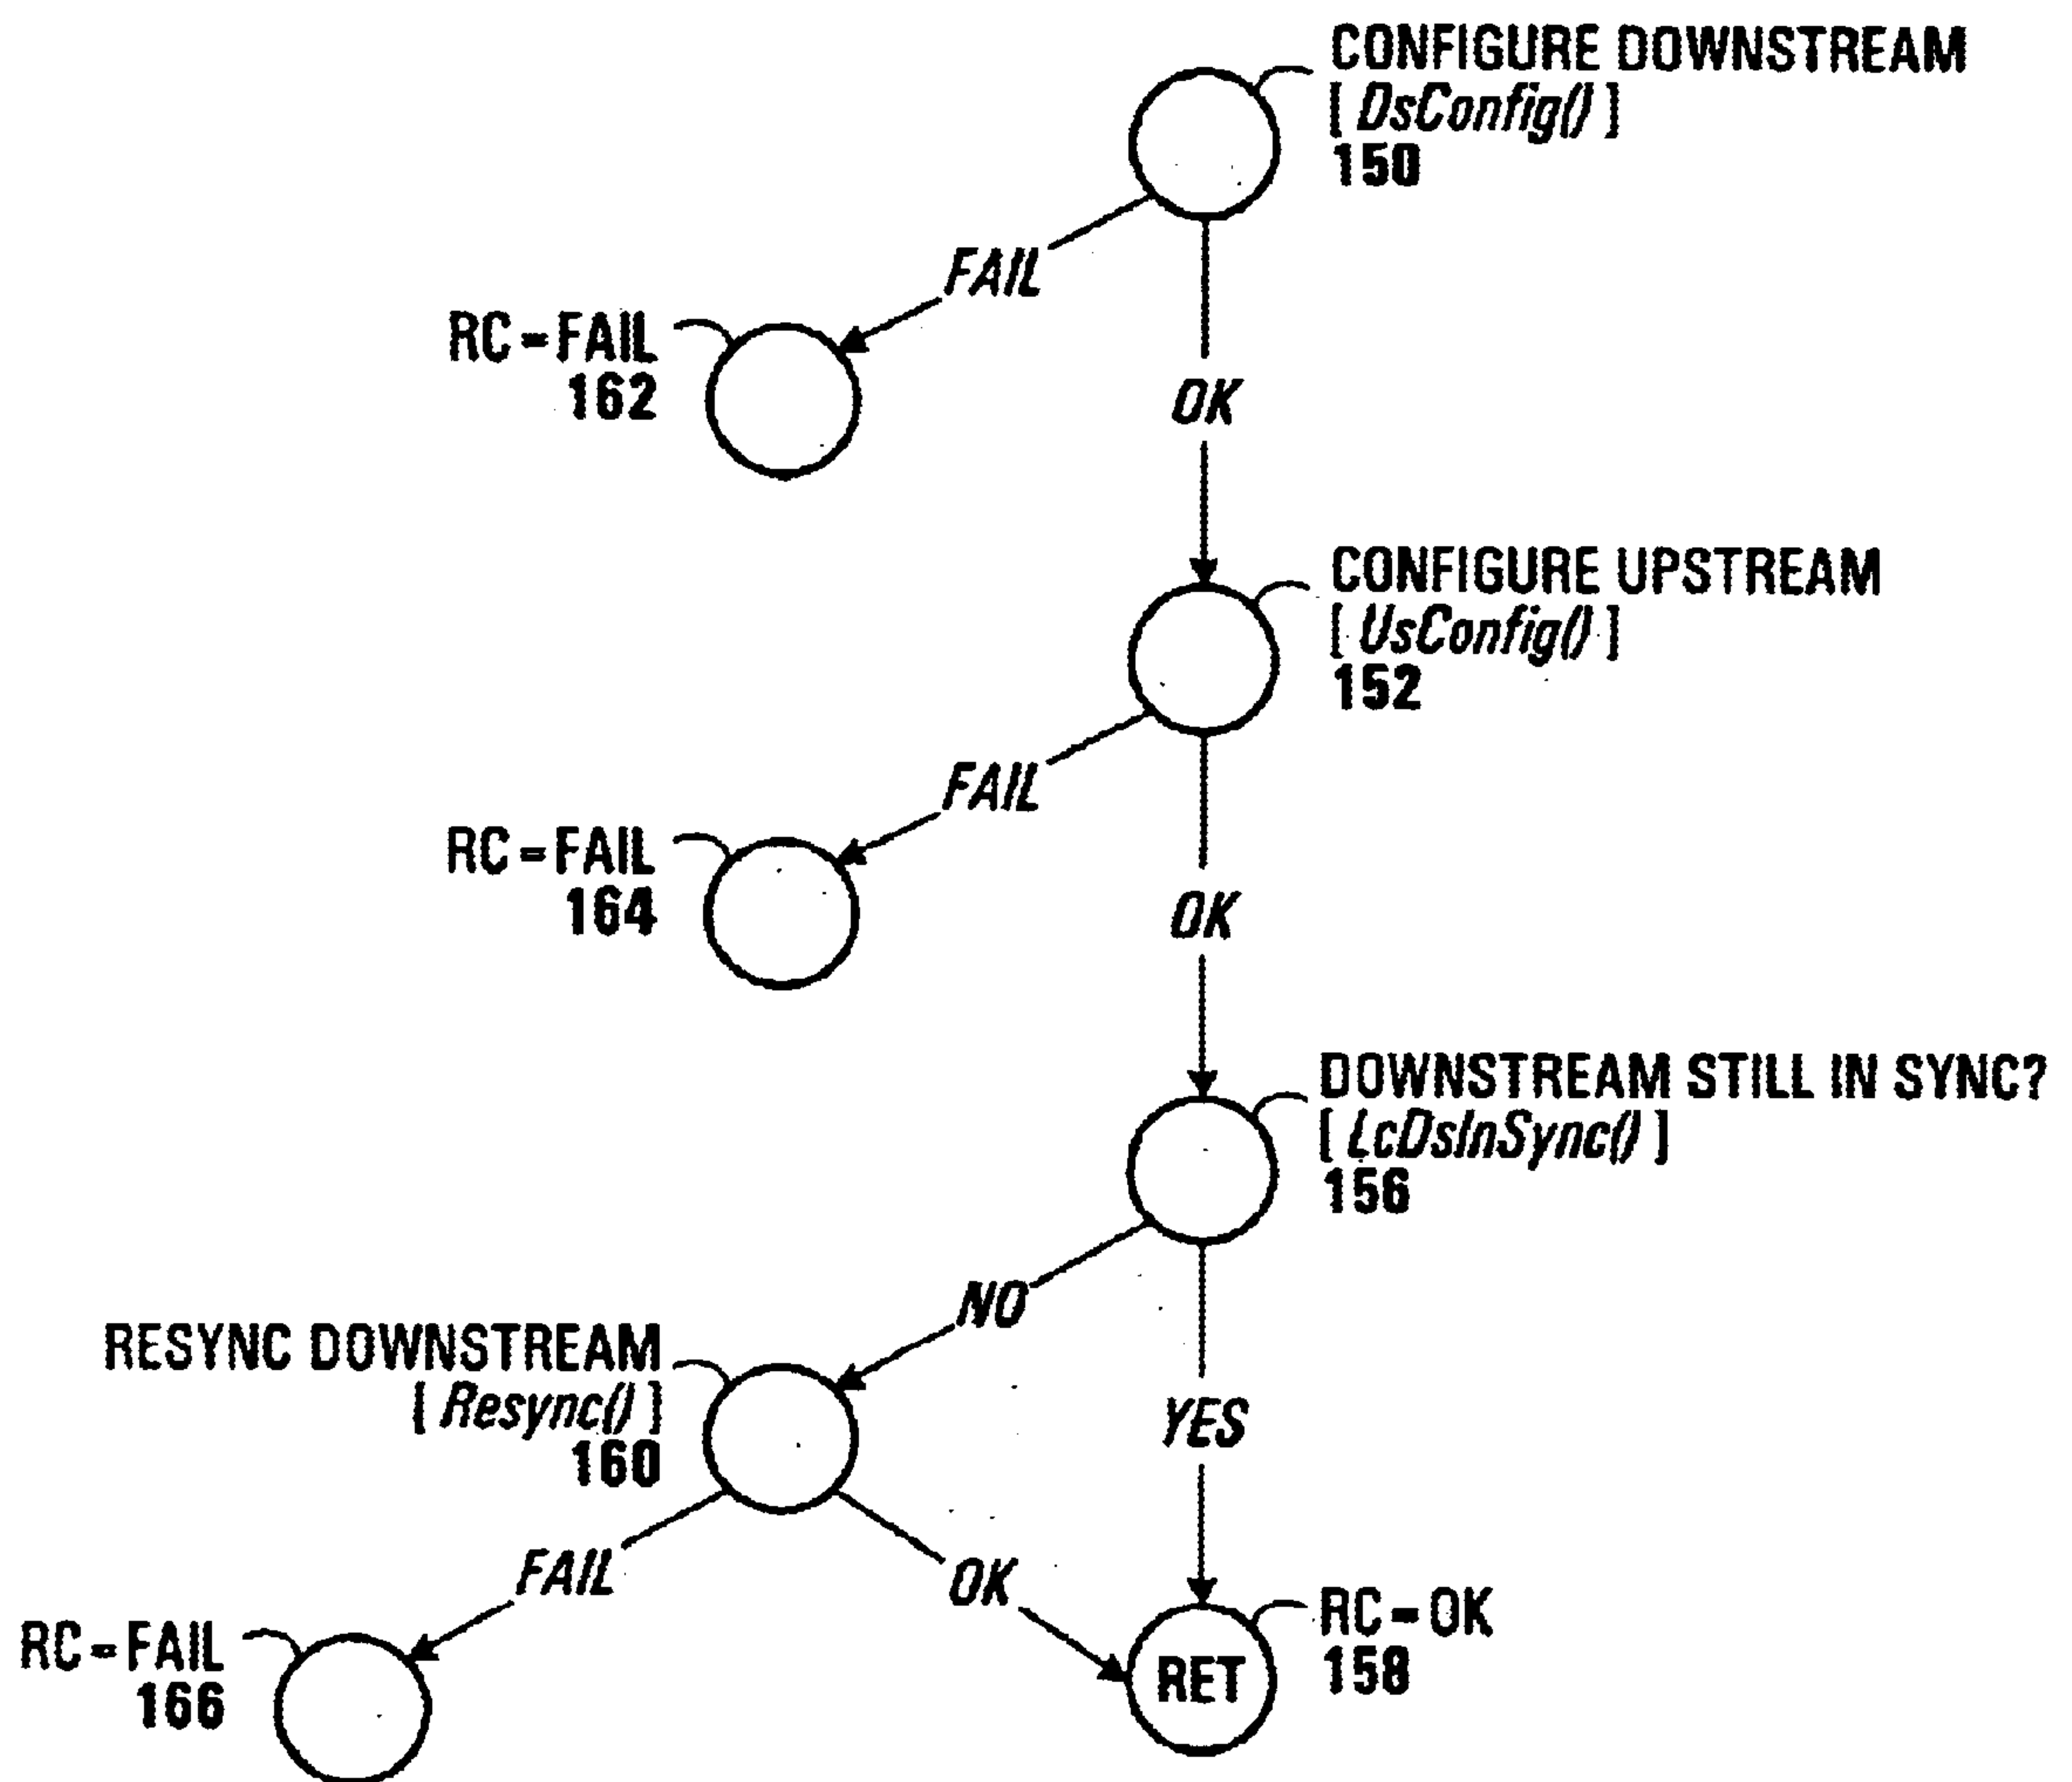 CONFIGURE DOWNSTREAM
[ DsConfig() ]
150
FAIL
RC=FAIL
162
OK
CONFIGURE UPSTREAM
[ UsConfig() ]
152
FAIL
RC=FAIL
164
OK
DOWNSTREAM STILL IN SYNC?
[ LcDsInSync() ]
156
NO
RESYNC DOWNSTREAM
[ Resync() ]
160
YES
FAIL
OK
RC=FAIL
166
RET
RC=OK
158